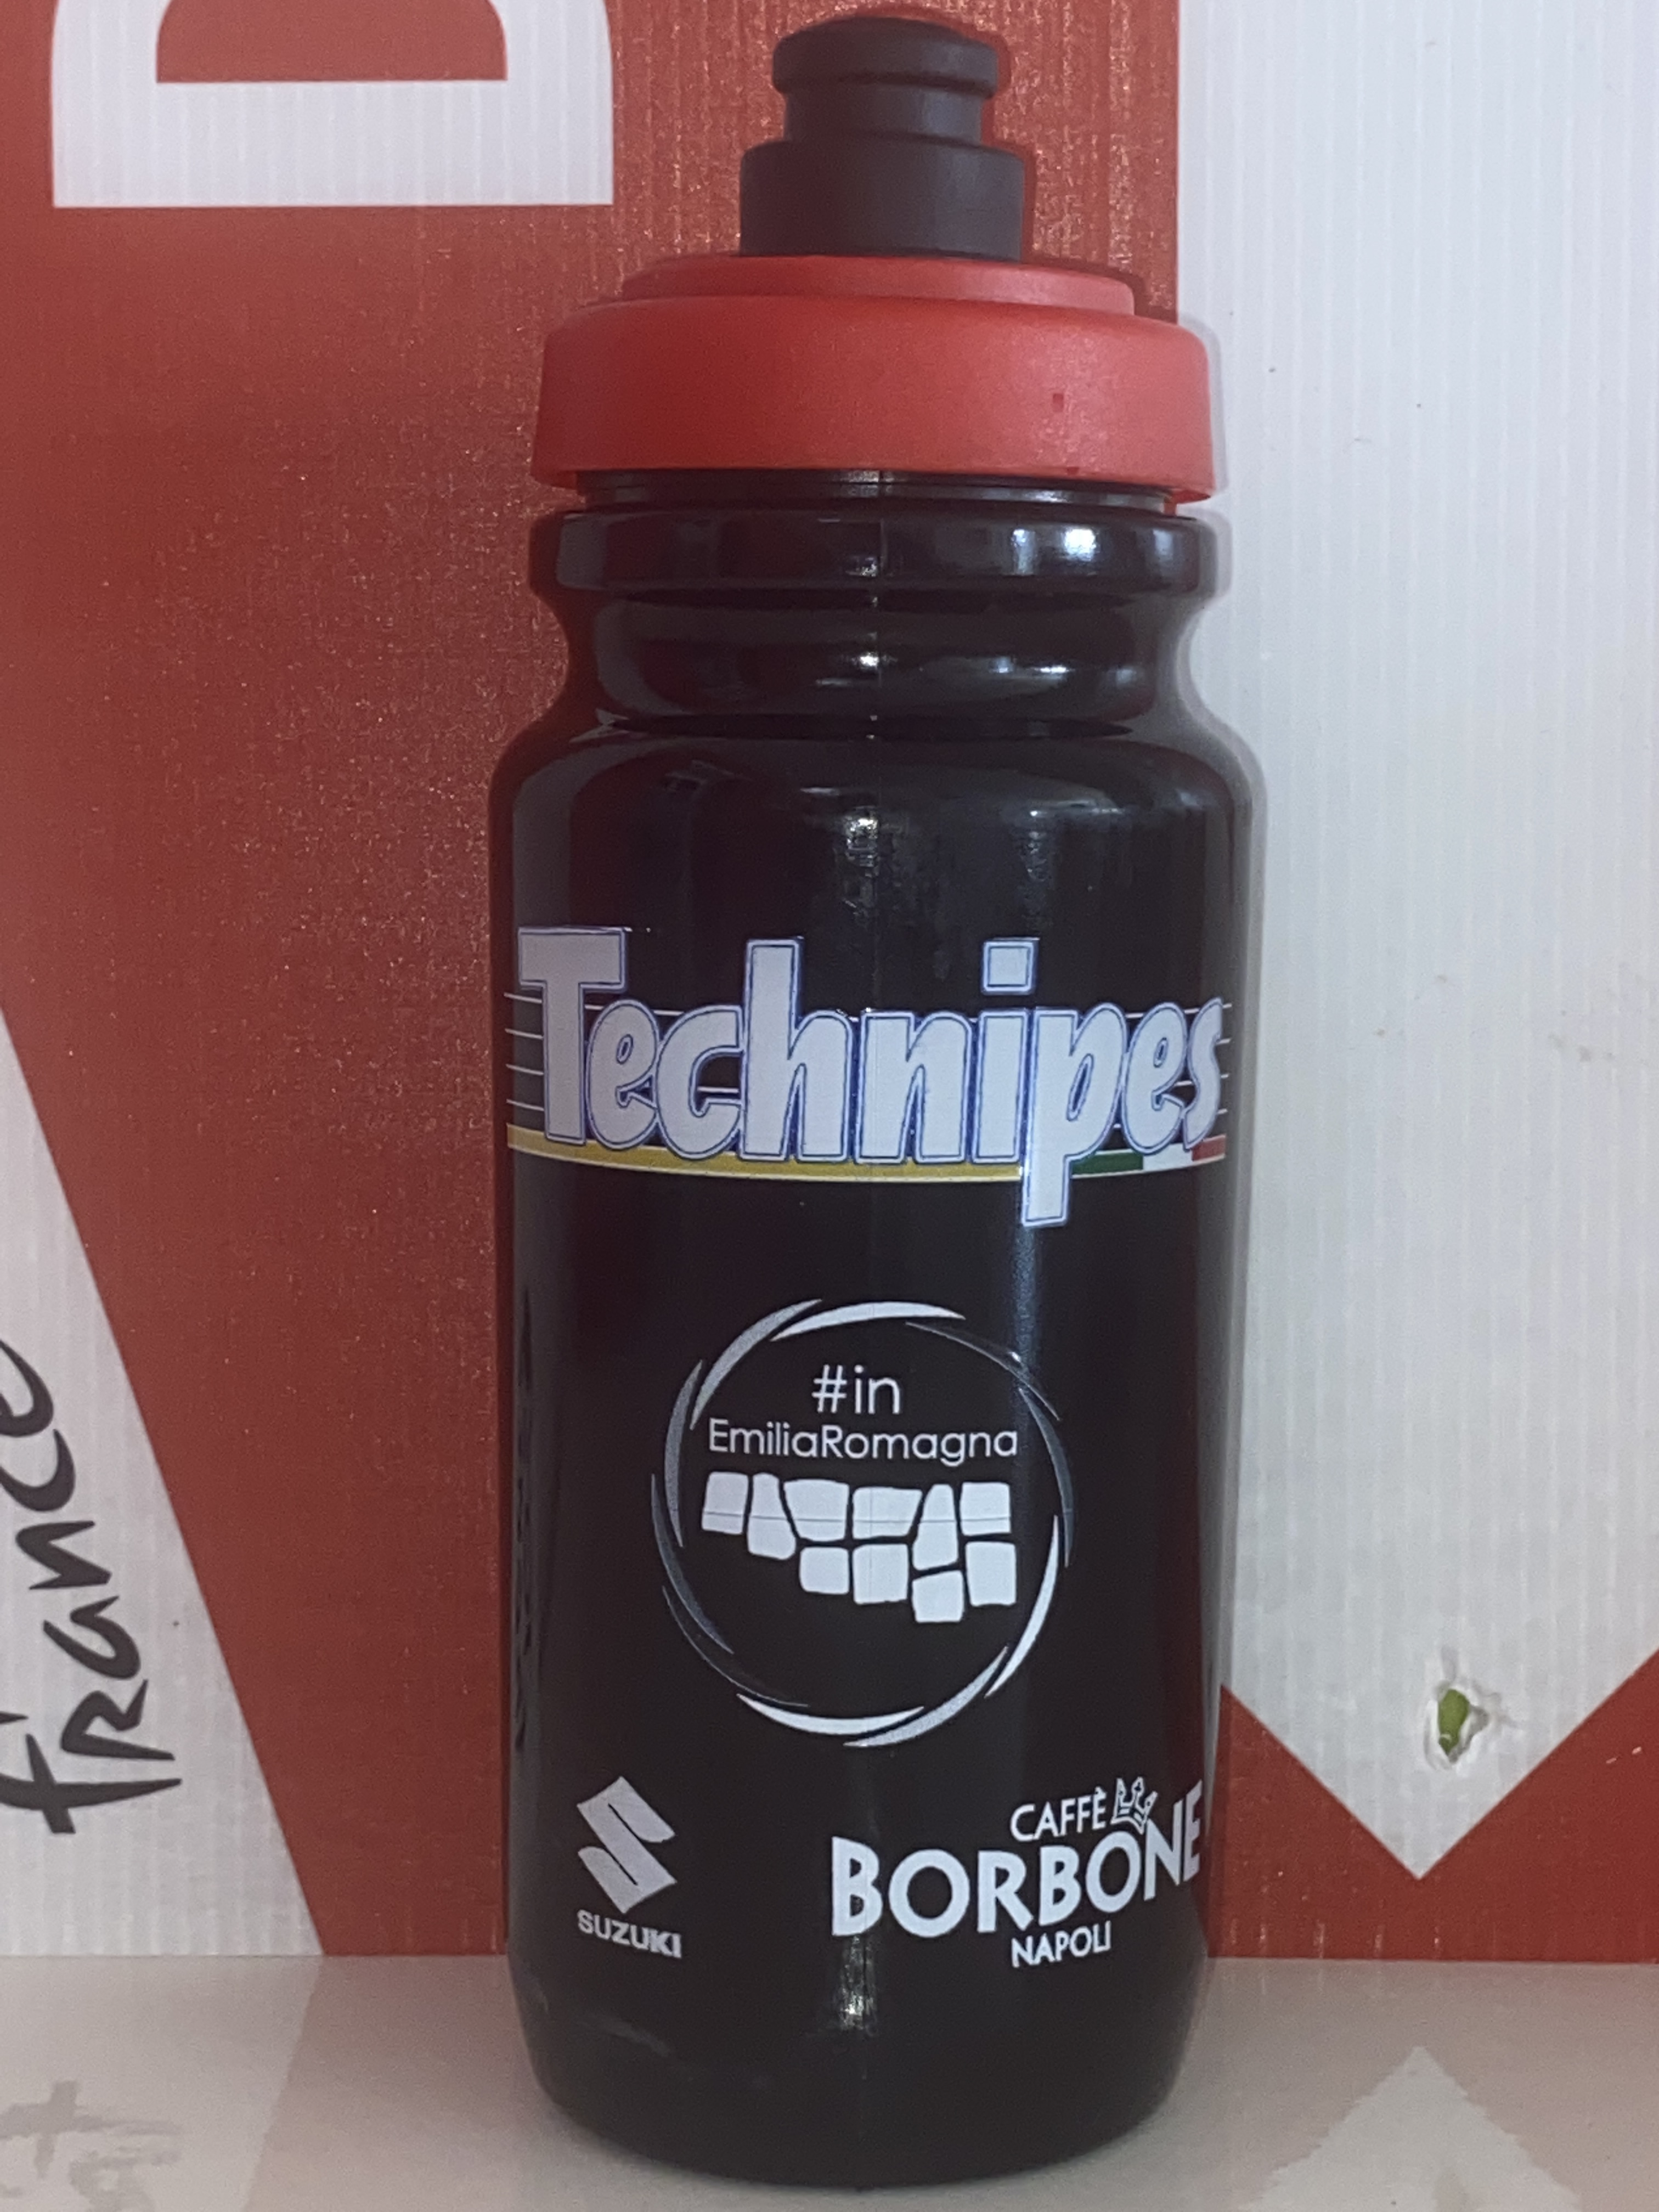 Technipes
#in
EmiliaRomagna
SUZUKI
CAFFÈ
BORBONE
NAPOLI
france